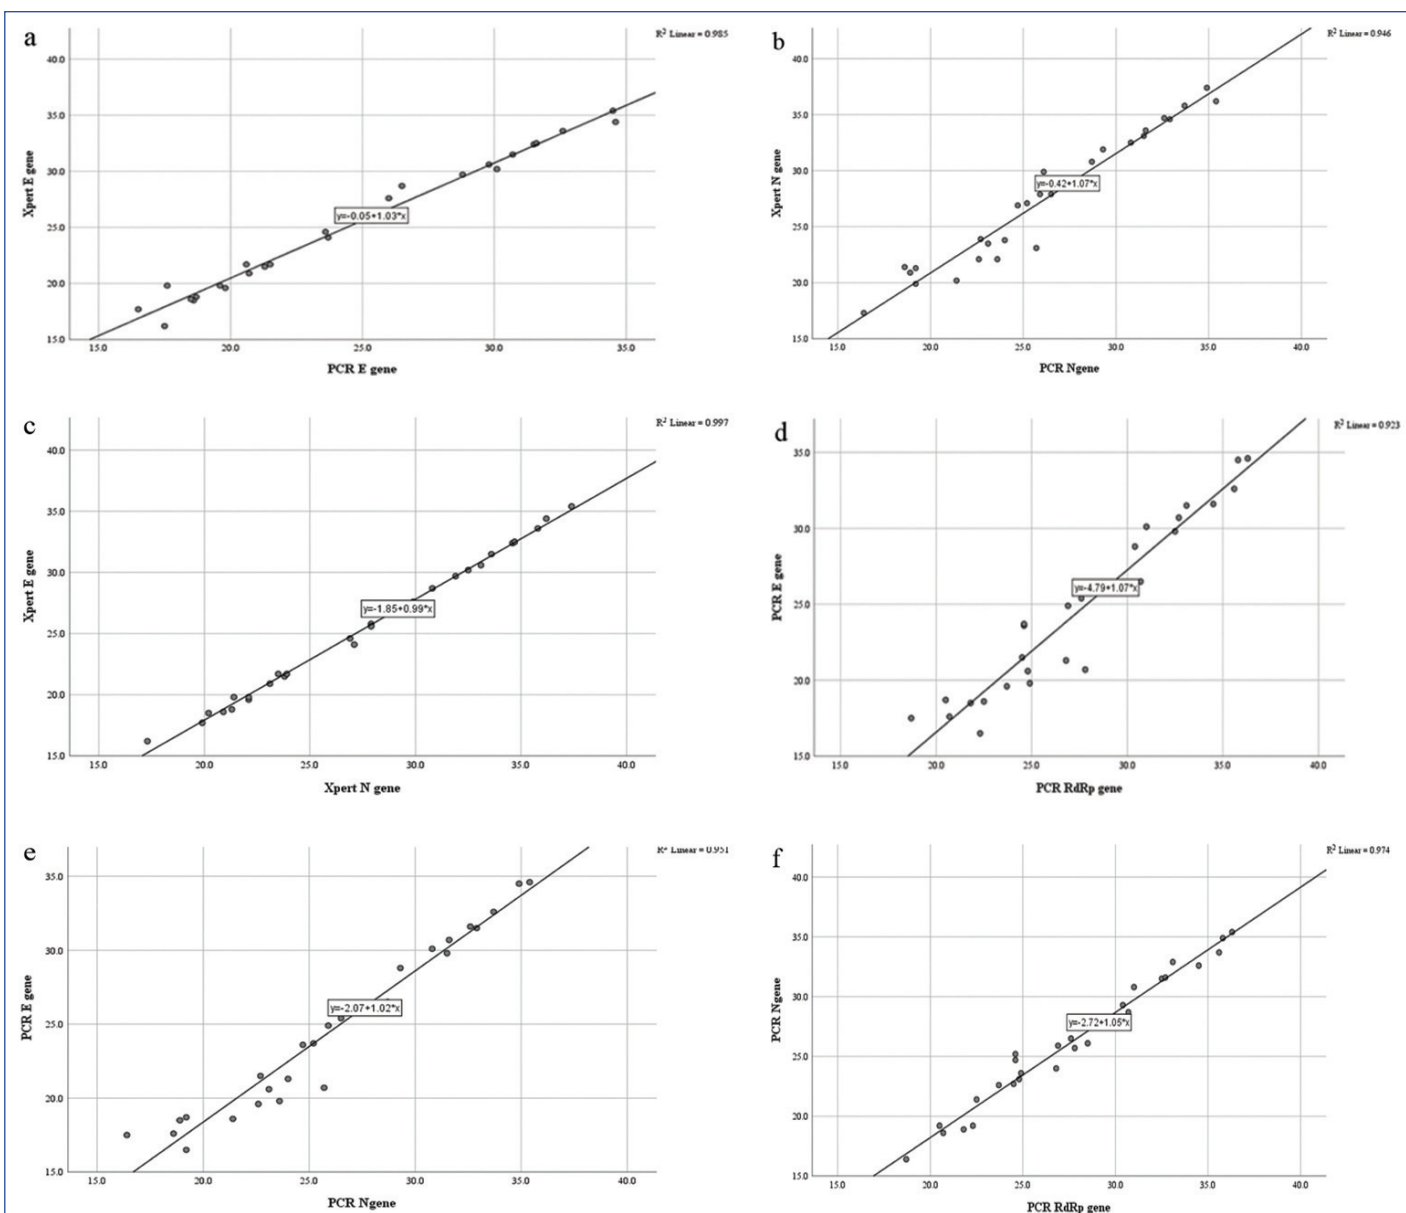 a
R² Linear = 0.985
40.0
35.0
30.0
25.0
20.0
15.0
Xpert E gene
y=-0.05+1.03*x
15.0 20.0 25.0 30.0 35.0
PCR E gene
b
R² Linear = 0.946
40.0
35.0
30.0
25.0
20.0
15.0
Xpert N gene
y=-0.42+1.07*x
15.0 20.0 25.0 30.0 35.0 40.0
PCR Ngene
c
R² Linear = 0.997
40.0
35.0
30.0
25.0
20.0
15.0
Xpert E gene
y=-1.85+0.99*x
15.0 20.0 25.0 30.0 35.0 40.0
Xpert N gene
d
R² Linear = 0.923
35.0
30.0
25.0
20.0
15.0
PCR E gene
y=-4.79+1.07*x
15.0 20.0 25.0 30.0 35.0 40.0
PCR RdRp gene
e
R² Linear = 0.951
35.0
30.0
25.0
20.0
15.0
PCR E gene
y=-2.07+1.02*x
15.0 20.0 25.0 30.0 35.0 40.0
PCR Ngene
f
R² Linear = 0.974
40.0
35.0
30.0
25.0
20.0
15.0
PCR Ngene
y=-2.72+1.05*x
20.0 25.0 30.0 35.0 40.0
PCR RdRp gene